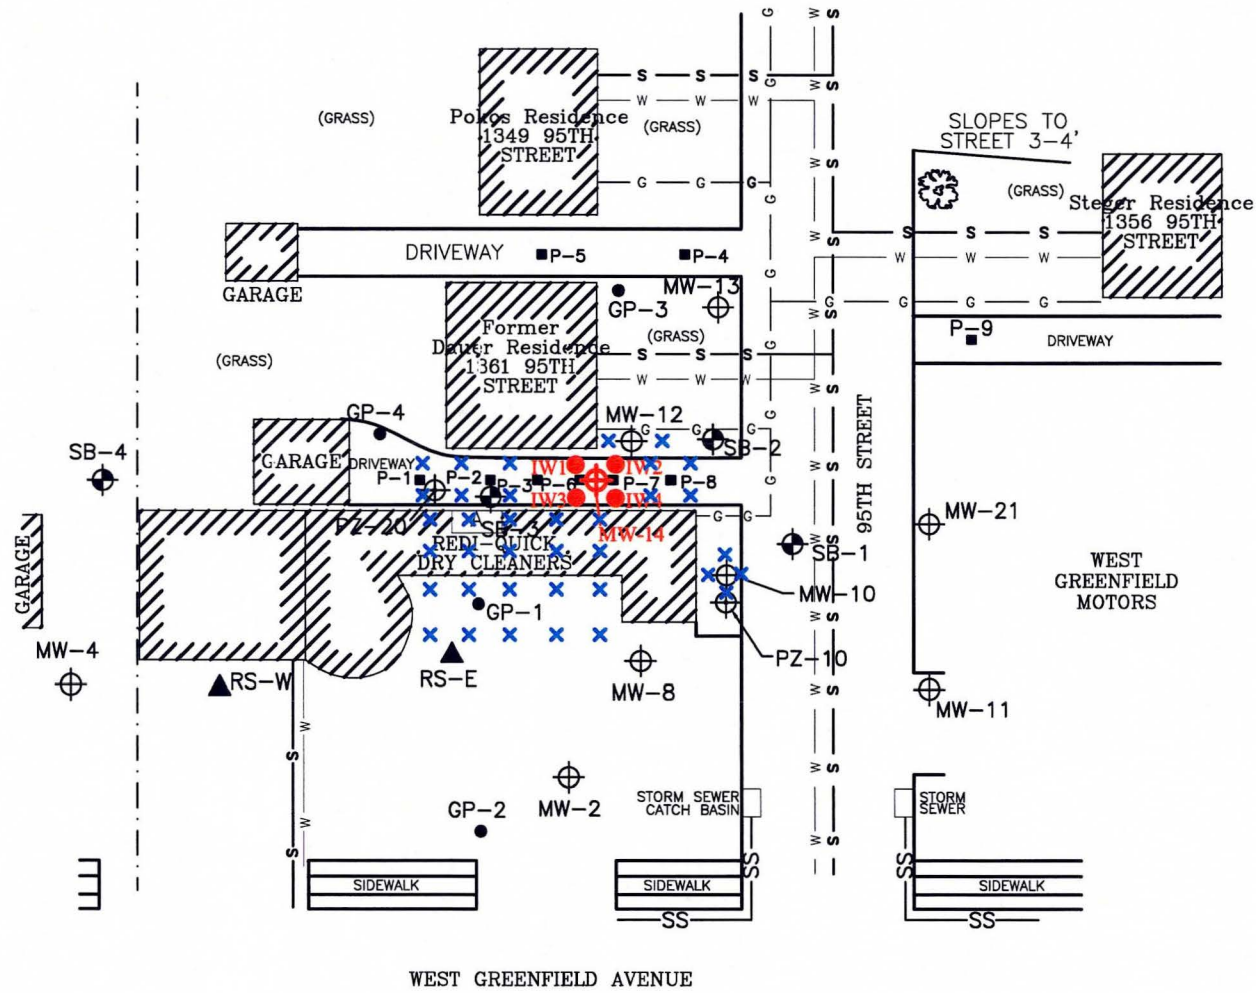 G
W
S
S
S
S
W
W
W
G
G
G
G
S
W
S
W
(GRASS)
Pokos Residence
1349 95TH
STREET
(GRASS)
SLOPES TO
STREET 3-4'
(GRASS)
Steger Residence
1356 95TH
STREET
G
W
S
S
S
S
W
W
W
G
G
G
G
DRIVEWAY
P-5
P-4
GARAGE
MW-13
GP-3
Former
Dauer Residence
1361 95TH
STREET
(GRASS)
S
S
S
W
W
W
G
W
S
P-9
DRIVEWAY
(GRASS)
GP-4
MW-12
G
G
G
SB-2
W
S
95TH STREET
SB-4
GARAGE
DRIVEWAY
P-1
P-2
P-3
P-6
IW1
IW2
P-7
P-8
IW3
IW4
PZ-20
SB-3
MW-14
G
G
G
W
S
REDI-QUICK
DRY CLEANERS
SB-1
MW-21
GARAGE
GP-1
MW-10
WEST
GREENFIELD
MOTORS
MW-4
RS-W
RS-E
MW-8
PZ-10
W
S
MW-11
W
S
MW-2
GP-2
STORM SEWER
CATCH BASIN
STORM
SEWER
W
S
W
S
W
S
SS
SS
SIDEWALK
SIDEWALK
SIDEWALK
SS
SS
WEST GREENFIELD AVENUE